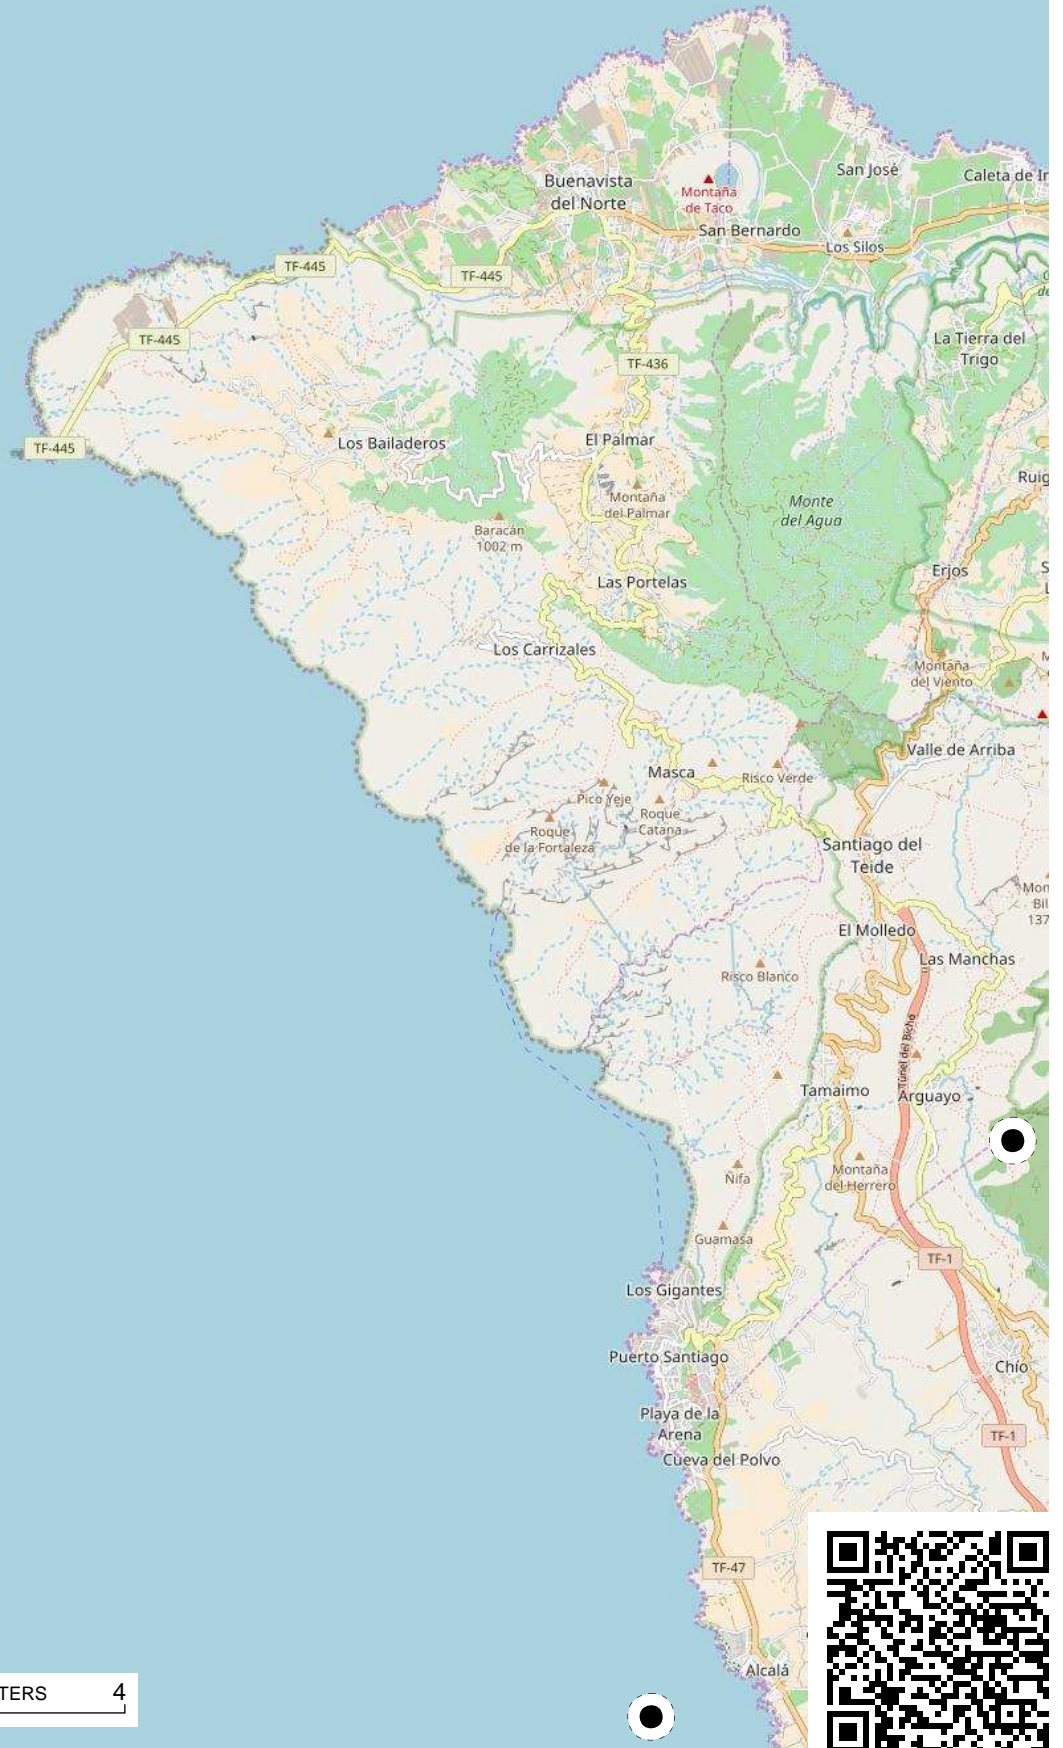 Buenavista
del Norte
San José
Caleta de In
Montaña
de Taco
San Bernardo
Los Silos
TF-445
TF-445
TF-445
TF-445
La Tierra del
Trigo
TF-436
Los Bailaderos
El Palmar
Montaña
del Palmar
Monte
del Agua
Ruig
Baracán
1002 m
Las Portelas
Erjos
Los Carrizales
Montaña
del Viento
Valle de Arriba
Masca
Risco Verde
Pico Yeje
Roque
Catana
Roque
de la Fortaleza
Santiago del
Teide
Mon
Bil
137
El Molledo
Las Manchas
Risco Blanco
Túnel del Bicho
Tamaimo
Arguayo
Ñifa
Montaña
del Herrero
Guamasa
TF-1
Los Gigantes
Puerto Santiago
Chío
Playa de la
Arena
TF-1
Cueva del Polvo
TF-47
Alcalá
TERS 4